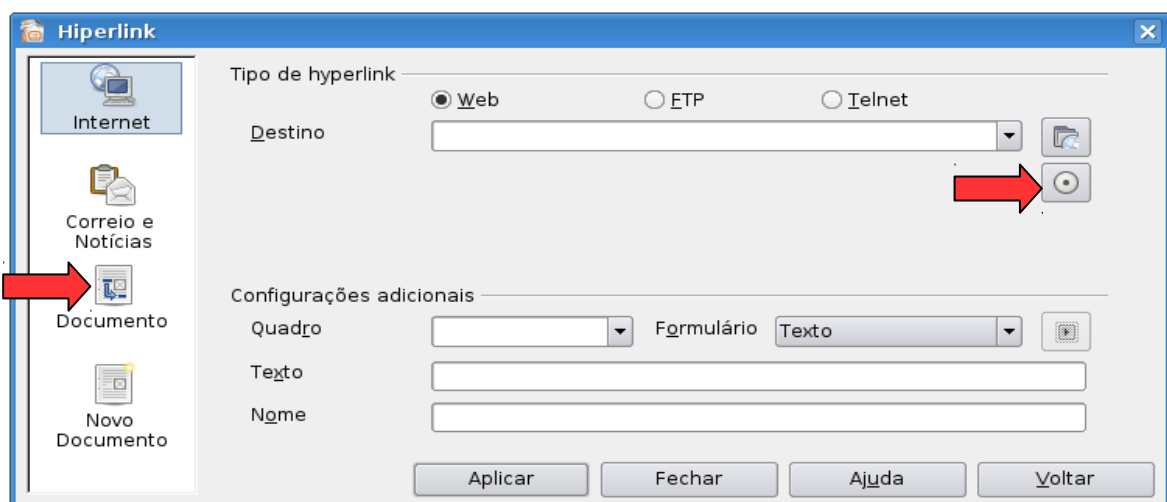 Hiperlink
Internet
Correio e
Notícias
Documento
Novo
Documento
Tipo de hyperlink
Web FTP Telnet
Destino
Configurações adicionais
Quadro Formulário Texto
Texto
Nome
Aplicar Fechar Ajuda Voltar